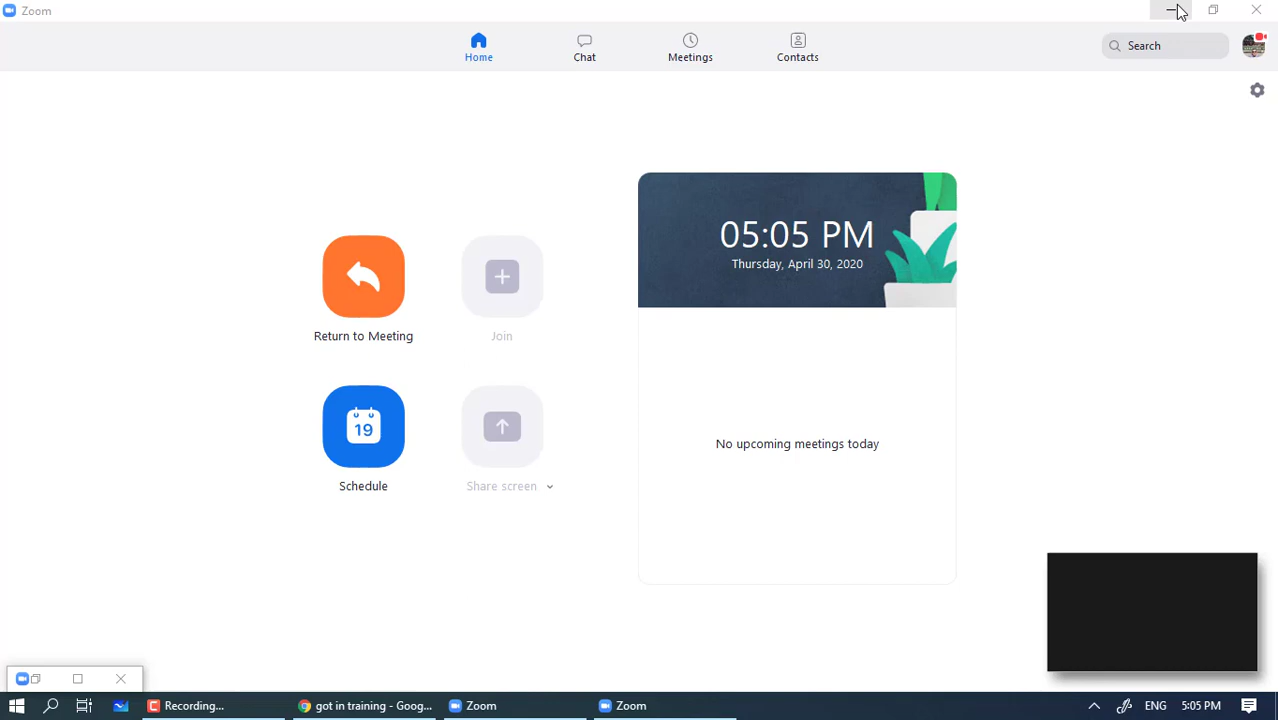 Zoom
Home
Chat
Meetings
Contacts
Search
05:05 PM
Thursday, April 30, 2020
Return to Meeting
Join
19
Schedule
Share screen
No upcoming meetings today
Recording...
got in training - Goog...
Zoom
Zoom
ENG
5:05 PM